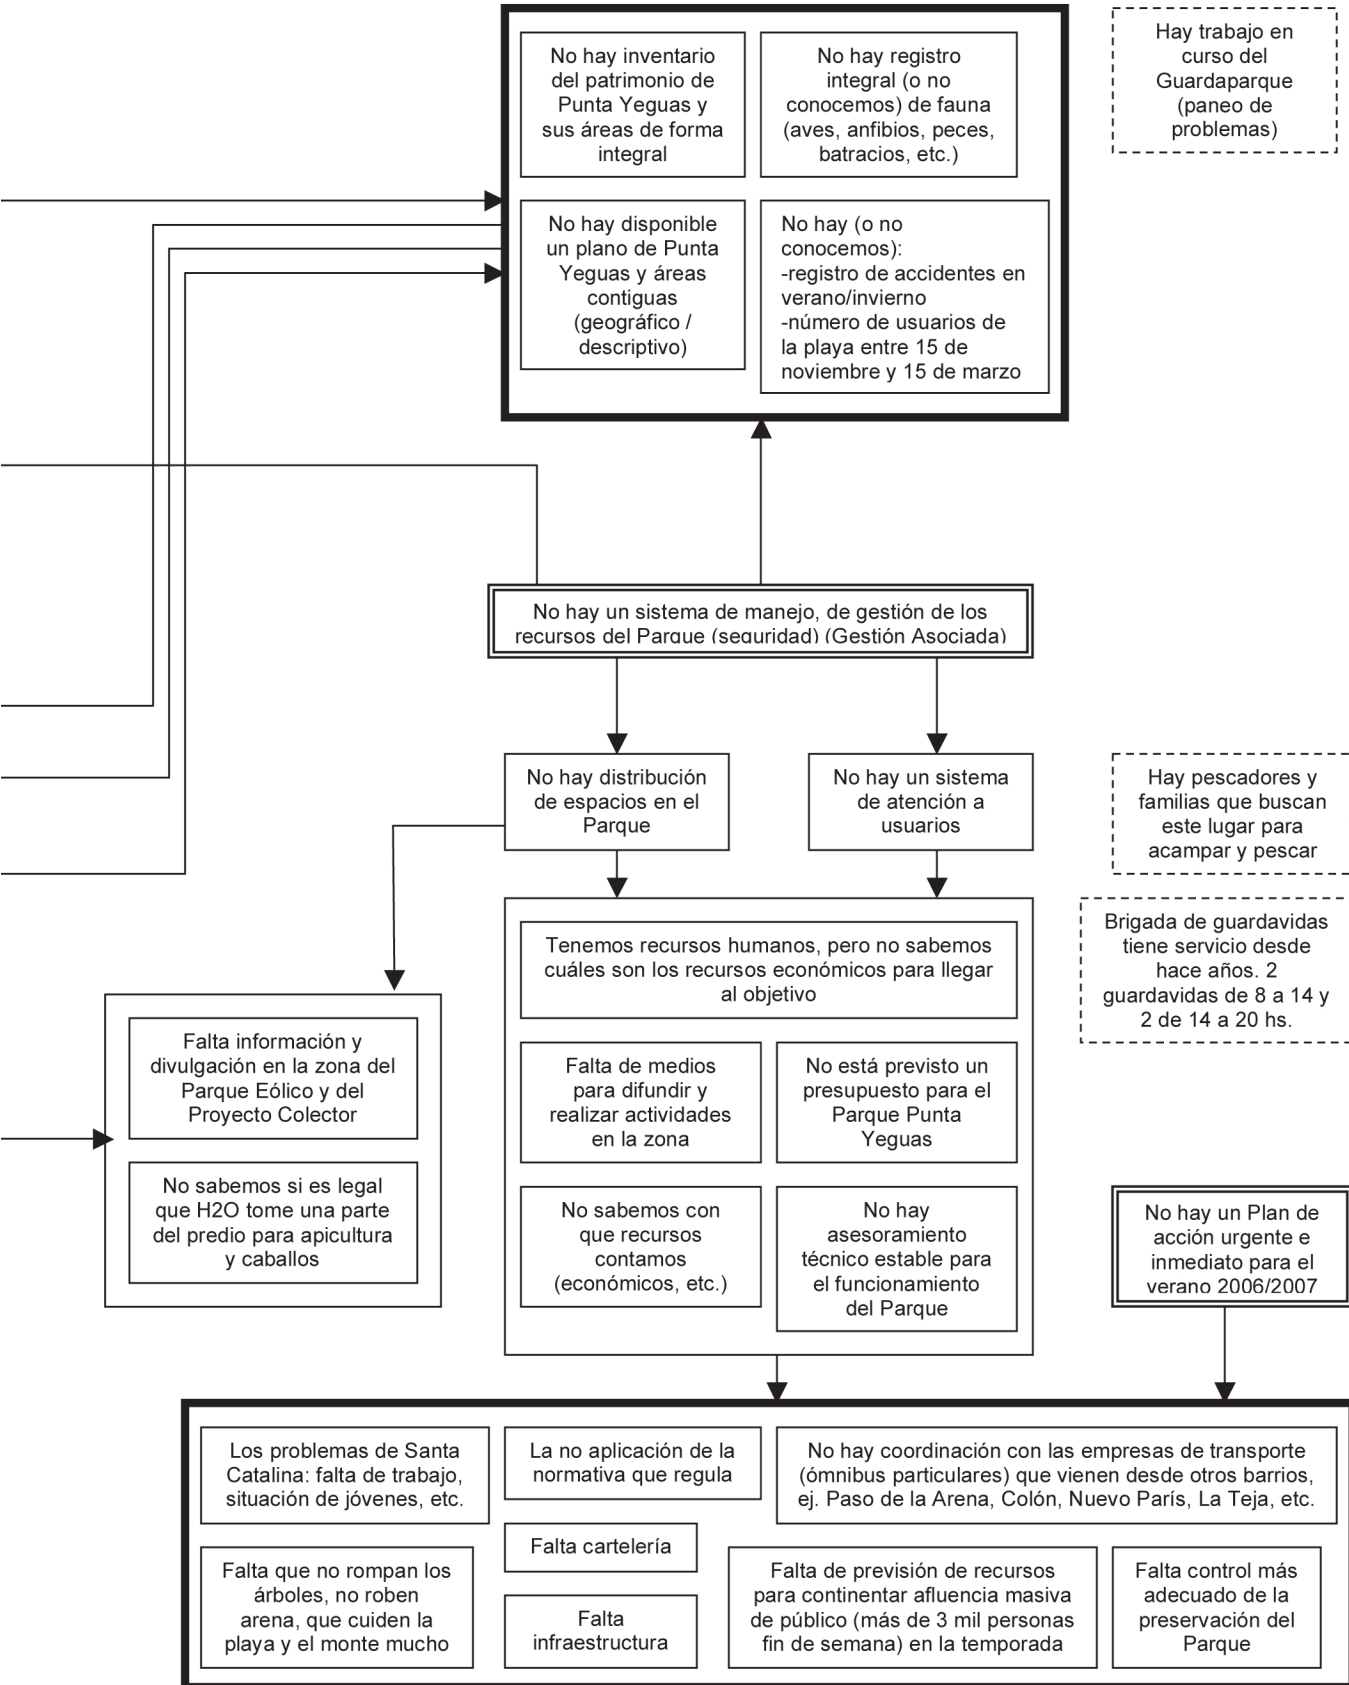 No hay inventario
del patrimonio de
Punta Yeguas y
sus áreas de forma
integral
No hay registro
integral (o no
conocemos) de fauna
(aves, anfibios, peces,
batracios, etc.)
Hay trabajo en
curso del
Guardaparque
(paneo de
problemas)
No hay disponible
un plano de Punta
Yeguas y áreas
contiguas
(geográfico /
descriptivo)
No hay (o no
conocemos):
-registro de accidentes en
verano/invierno
-número de usuarios de
la playa entre 15 de
noviembre y 15 de marzo
No hay un sistema de manejo, de gestión de los
recursos del Parque (seguridad) (Gestión Asociada)
No hay distribución
de espacios en el
Parque
No hay un sistema
de atención a
usuarios
Hay pescadores y
familias que buscan
este lugar para
acampar y pescar
Brigada de guardavidas
tiene servicio desde
hace años. 2
guardavidas de 8 a 14 y
2 de 14 a 20 hs.
Tenemos recursos humanos, pero no sabemos
cuáles son los recursos económicos para llegar
al objetivo
Falta información y
divulgación en la zona del
Parque Eólico y del
Proyecto Colector
Falta de medios
para difundir y
realizar actividades
en la zona
No está previsto un
presupuesto para el
Parque Punta
Yeguas
No sabemos si es legal
que H2O tome una parte
del predio para apicultura
y caballos
No sabemos con
que recursos
contamos
(económicos, etc.)
No hay
asesoramiento
técnico estable para
el funcionamiento
del Parque
No hay un Plan de
acción urgente e
inmediato para el
verano 2006/2007
Los problemas de Santa
Catalina: falta de trabajo,
situación de jóvenes, etc.
La no aplicación de la
normativa que regula
No hay coordinación con las empresas de transporte
(ómnibus particulares) que vienen desde otros barrios,
ej. Paso de la Arena, Colón, Nuevo París, La Teja, etc.
Falta cartelería
Falta que no rompan los
árboles, no roben
arena, que cuiden la
playa y el monte mucho
Falta
infraestructura
Falta de previsión de recursos
para continentar afluencia masiva
de público (más de 3 mil personas
fin de semana) en la temporada
Falta control más
adecuado de la
preservación del
Parque